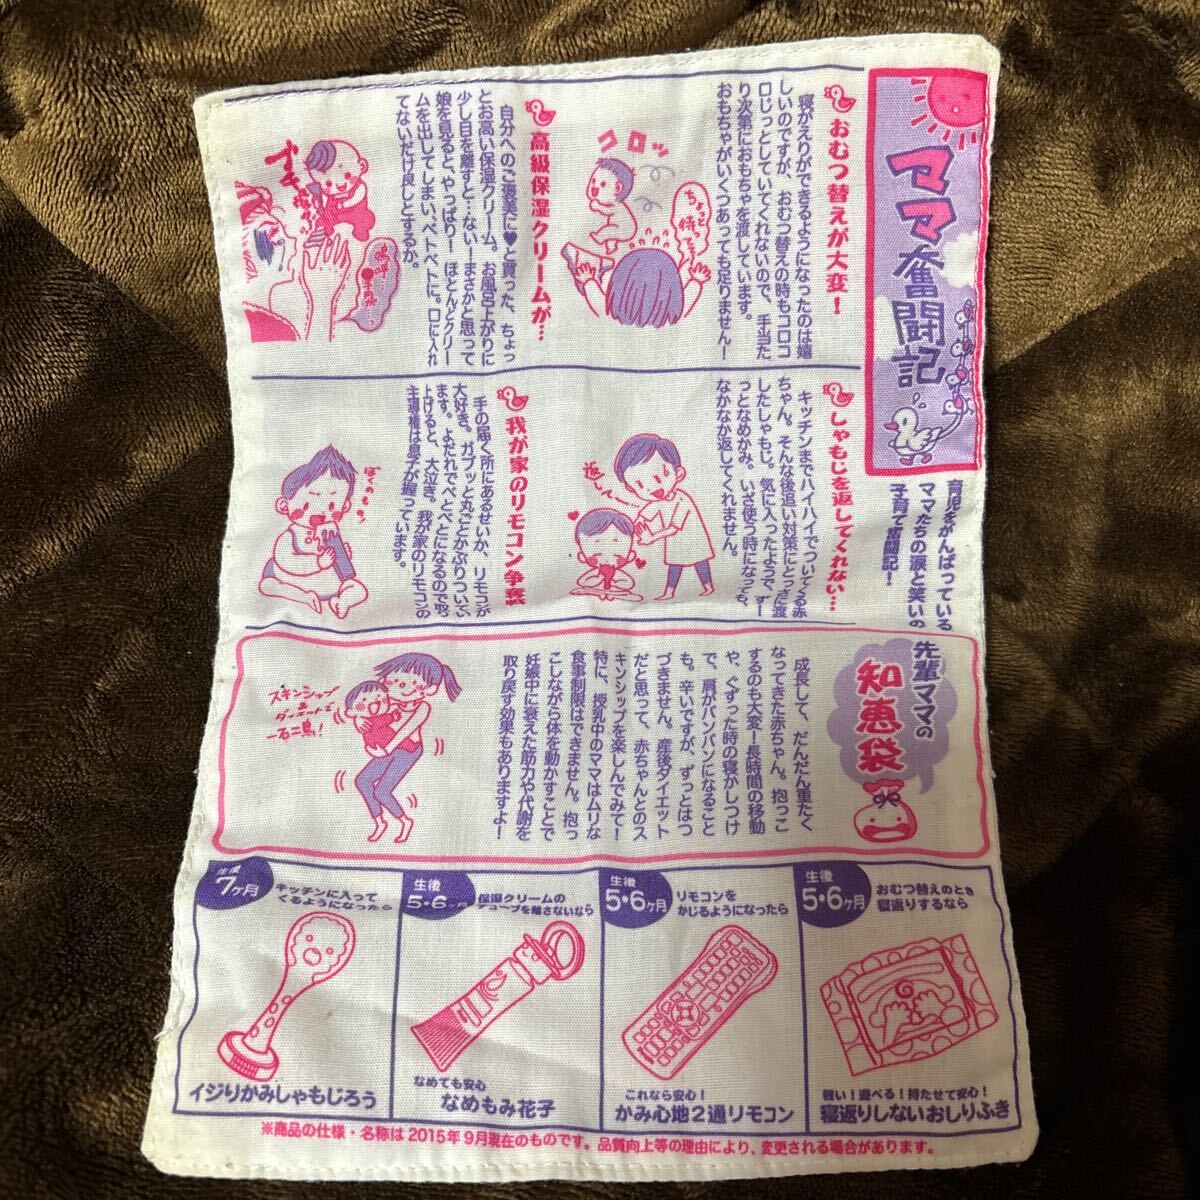 ママ奮闘記
育児をがんばっている
ママたちの涙と笑いの
子育て奮闘記！
おむつ替えが大変！
寝がえりができるようになったのは嬉
しいのですが、おむつ替えの時もコロコ
ロじっとしていてくれないので、手当た
り次第におもちゃを渡しています。
おもちゃがいくつあっても足りません！
コロッ
ちょっと
待って
高級保湿クリームが…
自分へのご褒美に♥と買った、ちょっ
とお高い保湿クリーム。お風呂上がりに
少し目を離すと…ない！まさかと思って
娘を見ると、やっぱり！ほとんどクリー
ムを出してしまい、ベトベトに。口に入れ
てないだけ良しとするか。
しゃもじを返してくれない…
キッチンまでハイハイでついてくる赤
ちゃん。そんな後追い対策にとっさに渡
したしゃもじ。気に入ったようで、ずー
っとなめかみ。いざ使う時になっても、
なかなか返してくれません。
返して〜
我が家のリモコン争奪
手の届く所にあるせいか、リモコンが
大好き。ガブッと丸ごとかぶりついてい
ます。よだれでべとべとになるので取り
上げると、大泣き。我が家のリモコンの
主導権は息子が握っています。
ぼくのもの！
先輩ママの
知恵袋
成長して、だんだん重たく
なってきた赤ちゃん。抱っこ
するのも大変！長時間の移動
や、ぐずった時の寝かしつけ
で、肩がパンパンになること
も。辛いですが、ずっとはつ
づきません。産後ダイエット
だと思って、赤ちゃんとのス
キンシップを楽しんでみて！
特に、授乳中のママはムリな
食事制限はできません。抱っ
こしながら体を動かすことで
妊娠中に衰えた筋力や代謝を
取り戻す効果もありますよ！
スキンシップ
&
ダイエットで
一石二鳥！
生後
7ヶ月
キッチンに入って
くるようになったら
イジりかみしゃもじろう
生後
5・6ヶ月
保湿クリームの
チューブを離さないなら
なめても安心
なめもみ花子
生後
5・6ヶ月
リモコンを
かじるようになったら
これなら安心！
かみ心地2通リモコン
生後
5・6ヶ月
おむつ替えのとき
寝返りするなら
軽い！遊べる！持たせて安心！
寝返りしないおしりふき
※商品の仕様・名称は2015年9月現在のものです。品質向上等の理由により、変更される場合があります。